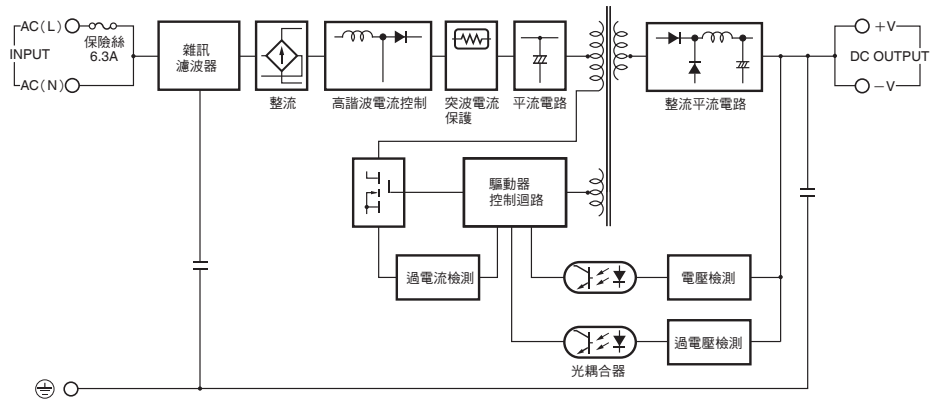 AC(L)
INPUT
AC(N)
保險絲
6.3A
雜訊
濾波器
整流
高諧波電流控制
突波電流
保護
平流電路
整流平流電路
+V
DC OUTPUT
−V
驅動器
控制迴路
過電流檢測
電壓檢測
過電壓檢測
光耦合器